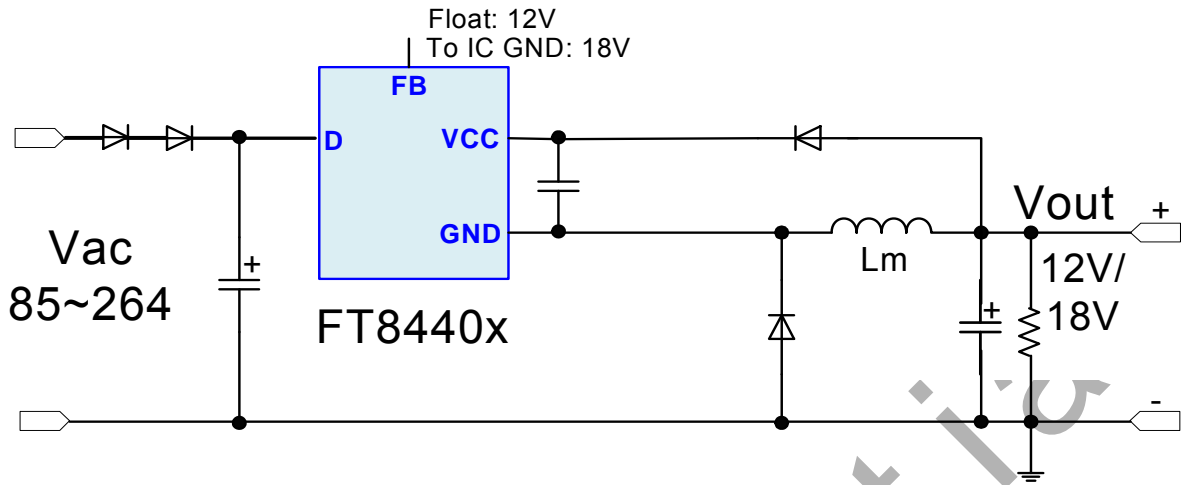 Float: 12V
To IC GND: 18V
FB
D
VCC
GND
FT8440x
Vac
85~264
+
Lm
Vout
+
12V/
18V
+
-